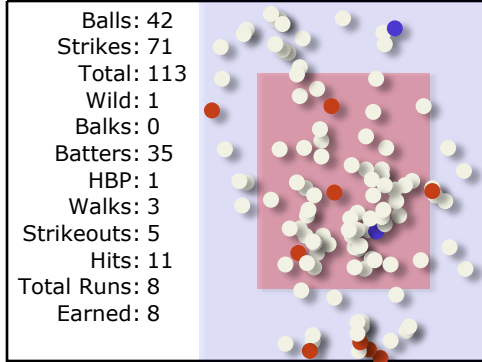 Balls: 42
Strikes: 71
Total: 113
Wild: 1
Balks: 0
Batters: 35
HBP: 1
Walks: 3
Strikeouts: 5
Hits: 11
Total Runs: 8
Earned: 8